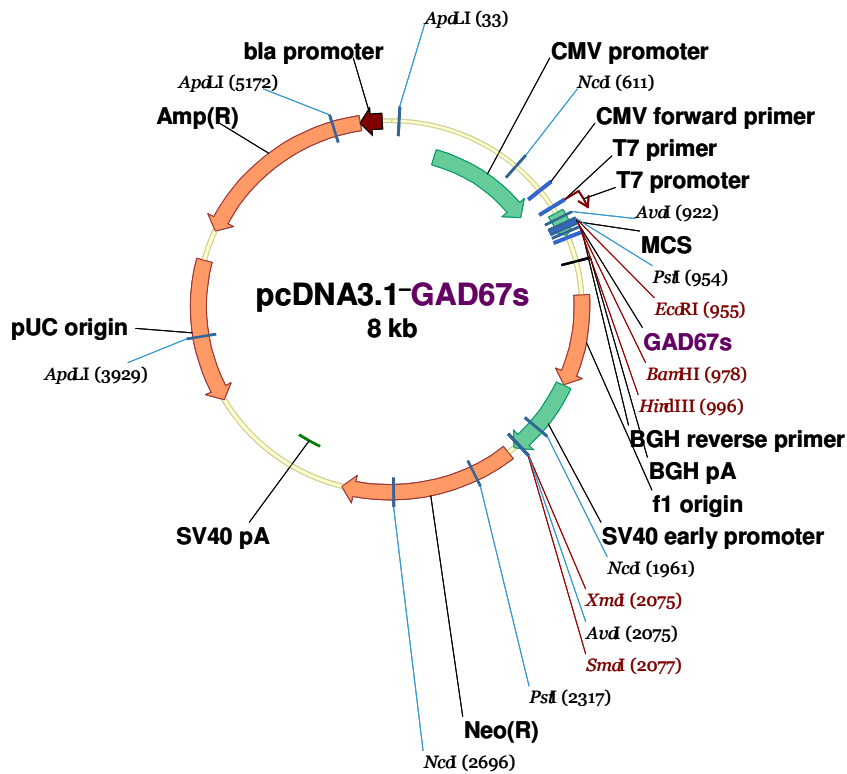 ApaLI (33)
bla promoter
CMV promoter
ApaLI (5172)
NcoI (611)
Amp(R)
CMV forward primer
T7 primer
T7 promoter
AvaI (922)
MCS
PstI (954)
pcDNA3.1–GAD67s
8 kb
EcoRI (955)
pUC origin
GAD67s
ApaLI (3929)
BamHI (978)
HindIII (996)
BGH reverse primer
BGH pA
f1 origin
SV40 pA
SV40 early promoter
NcoI (1961)
XmaI (2075)
AvaI (2075)
SmaI (2077)
PstI (2317)
Neo(R)
NcoI (2696)